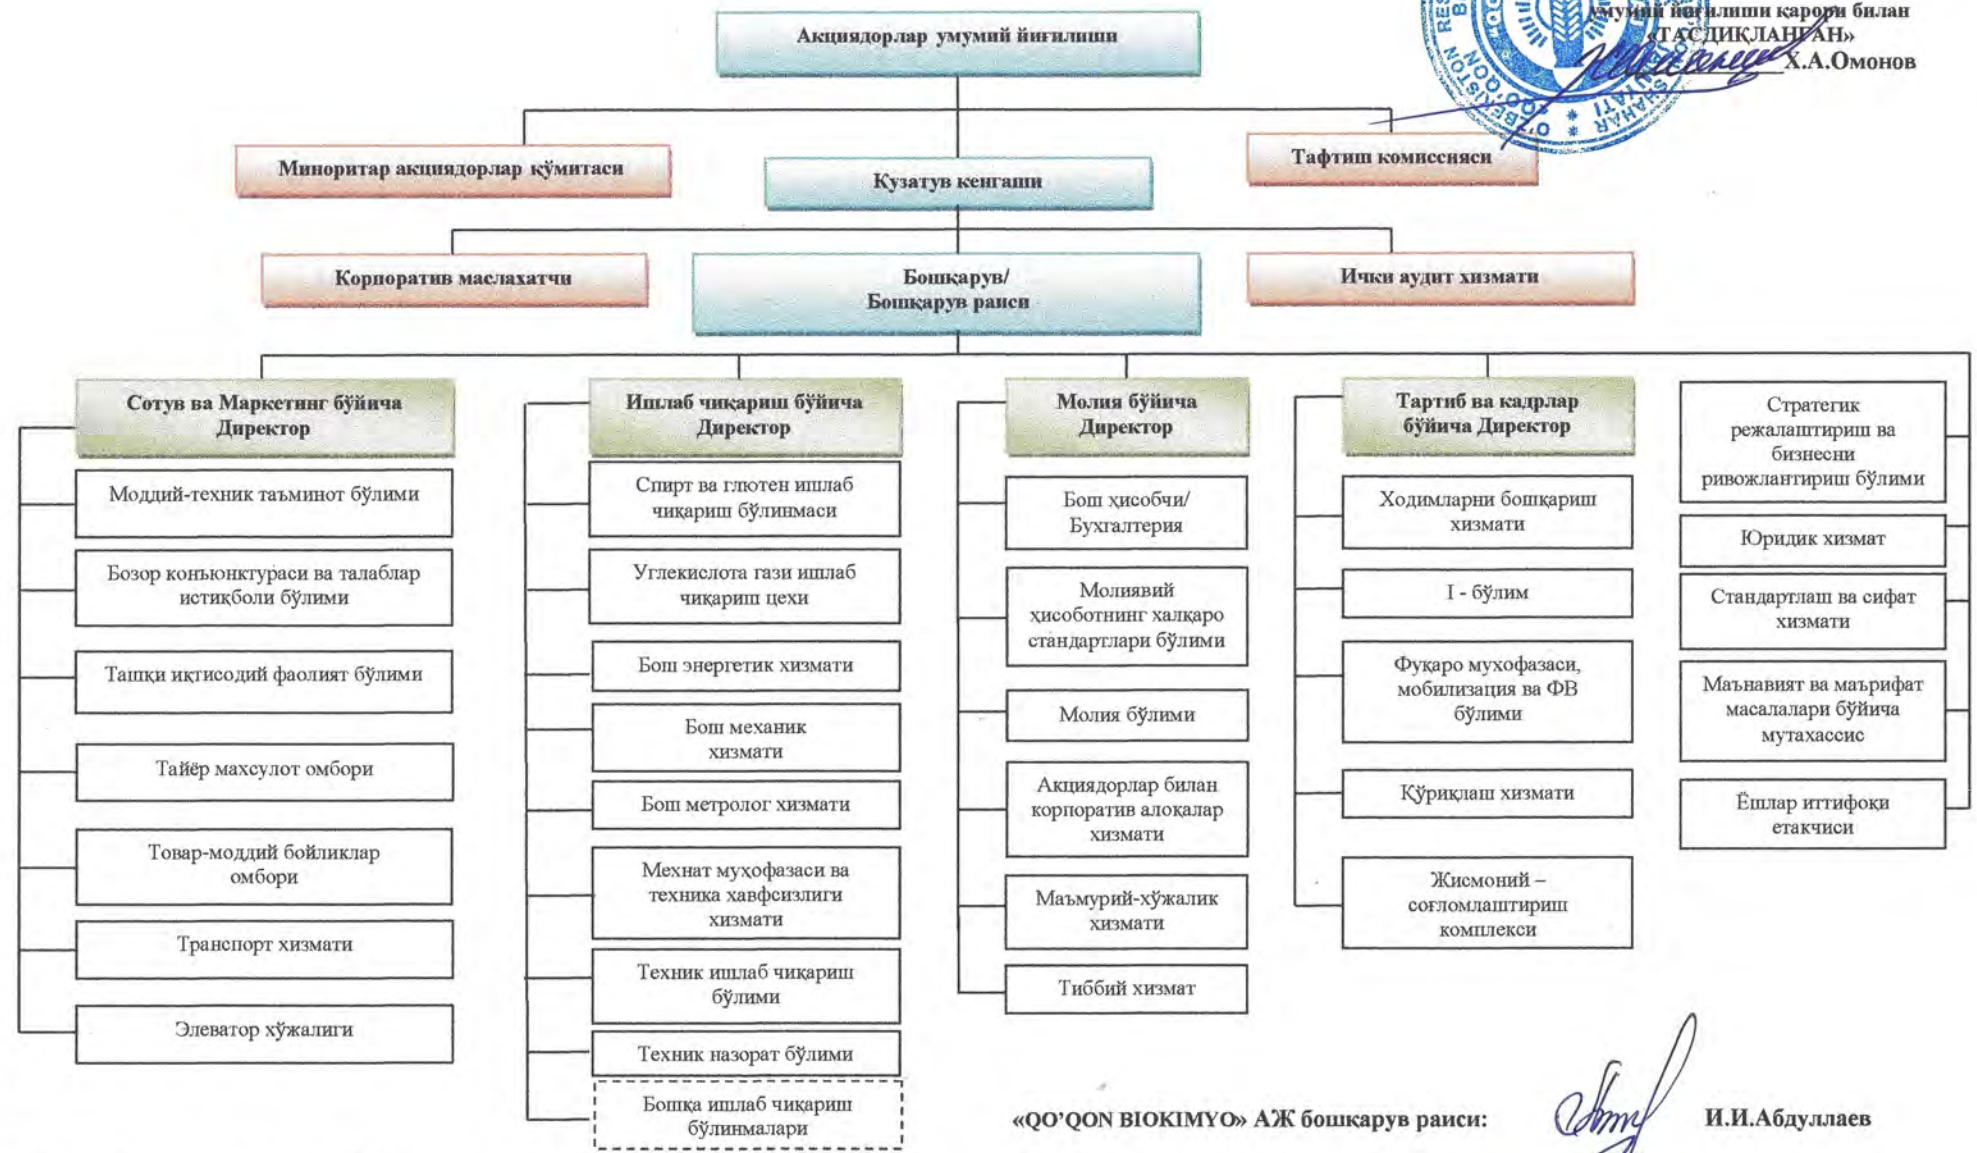 Акциядорлар умумий йиғилиши
умумий йиғилиши қарори билан
«ТАСДИҚЛАНГАН»
Х.А.Омонов
Миноритар акциядорлар қўмитаси
Кузатув кенгаши
Тафтиш комиссияси
Корпоратив маслахатчи
Бошқарув/
Бошқарув раиси
Ички аудит хизмати
Сотув ва Маркетинг бўйича
Директор
Моддий-техник таъминот бўлими
Бозор конъюнктураси ва талаблар
истиқболи бўлими
Ташқи иқтисодий фаолият бўлими
Тайёр махсулот омбори
Товар-моддий бойликлар
омбори
Транспорт хизмати
Элеватор хўжалиги
Ишлаб чиқариш бўйича
Директор
Спирт ва глютен ишлаб
чиқариш бўлинмаси
Углекислота гази ишлаб
чиқариш цехи
Бош энергетик хизмати
Бош механик
хизмати
Бош метролог хизмати
Мехнат муҳофазаси ва
техника хавфсизлиги
хизмати
Техник ишлаб чиқариш
бўлими
Техник назорат бўлими
Бошқа ишлаб чиқариш
бўлинмалари
Молия бўйича
Директор
Бош ҳисобчи/
Бухгалтерия
Молиявий
ҳисоботнинг халқаро
стандартлари бўлими
Молия бўлими
Акциядорлар билан
корпоратив алоқалар
хизмати
Маъмурий-хўжалик
хизмати
Тиббий хизмат
Тартиб ва кадрлар
бўйича Директор
Ходимларни бошқариш
хизмати
I - бўлим
Фуқаро мухофазаси,
мобилизация ва ФВ
бўлими
Қўриқлаш хизмати
Жисмоний –
соғломлаштириш
комплекси
Стратегик
режалаштириш ва
бизнесни
ривожлантириш бўлими
Юридик хизмат
Стандартлаш ва сифат
хизмати
Маънавият ва маърифат
масалалари бўйича
мутахассис
Ёшлар иттифоқи
етакчиси
«QO’QON BIOKIMYO» АЖ бошқарув раиси:
И.И.Абдуллаев